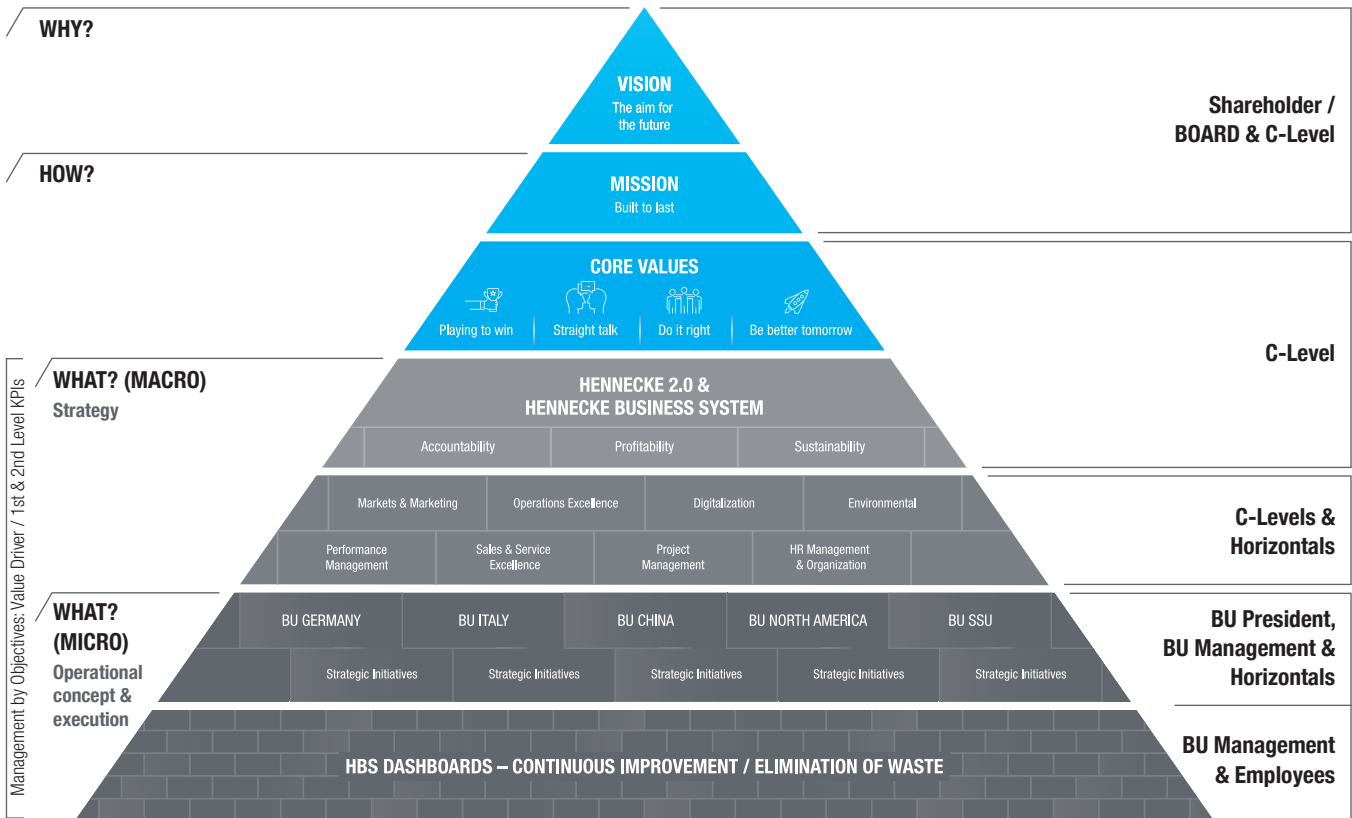 WHY?
VISION
The aim for
the future
Shareholder /
BOARD & C-Level
HOW?
MISSION
Built to last
CORE VALUES
Playing to win
Straight talk
Do it right
Be better tomorrow
C-Level
Management by Objectives: Value Driver / 1st & 2nd Level KPIs
WHAT? (MACRO)
Strategy
HENNECKE 2.0 &
HENNECKE BUSINESS SYSTEM
Accountability
Profitability
Sustainability
Markets & Marketing
Operations Excellence
Digitalization
Environmental
Performance
Management
Sales & Service
Excellence
Project
Management
HR Management
& Organization
C-Levels &
Horizontals
WHAT?
(MICRO)
Operational
concept &
execution
BU GERMANY
BU ITALY
BU CHINA
BU NORTH AMERICA
BU SSU
Strategic Initiatives
Strategic Initiatives
Strategic Initiatives
Strategic Initiatives
Strategic Initiatives
BU President,
BU Management &
Horizontals
HBS DASHBOARDS – CONTINUOUS IMPROVEMENT / ELIMINATION OF WASTE
BU Management
& Employees